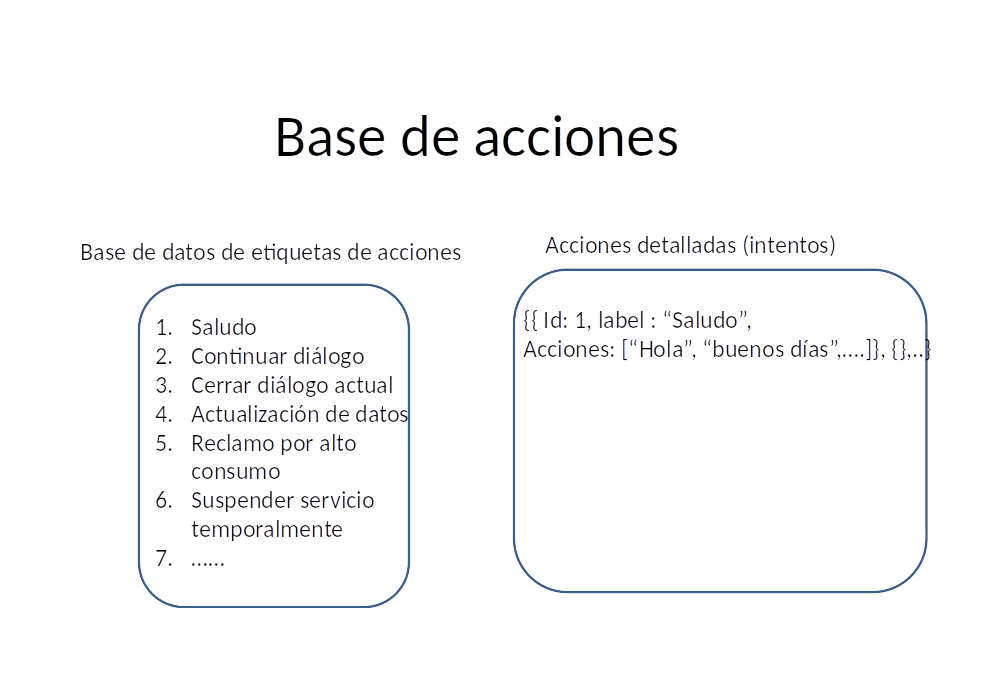 Base de acciones
Base de datos de etiquetas de acciones
1. Saludo
2. Continuar diálogo
3. Cerrar diálogo actual
4. Actualización de datos
5. Reclamo por alto
consumo
6. Suspender servicio
temporalmente
7. ……
Acciones detalladas (intentos)
{{ Id: 1, label : “Saludo”,
Acciones: [“Hola”, “buenos días”,....]}, {},..}